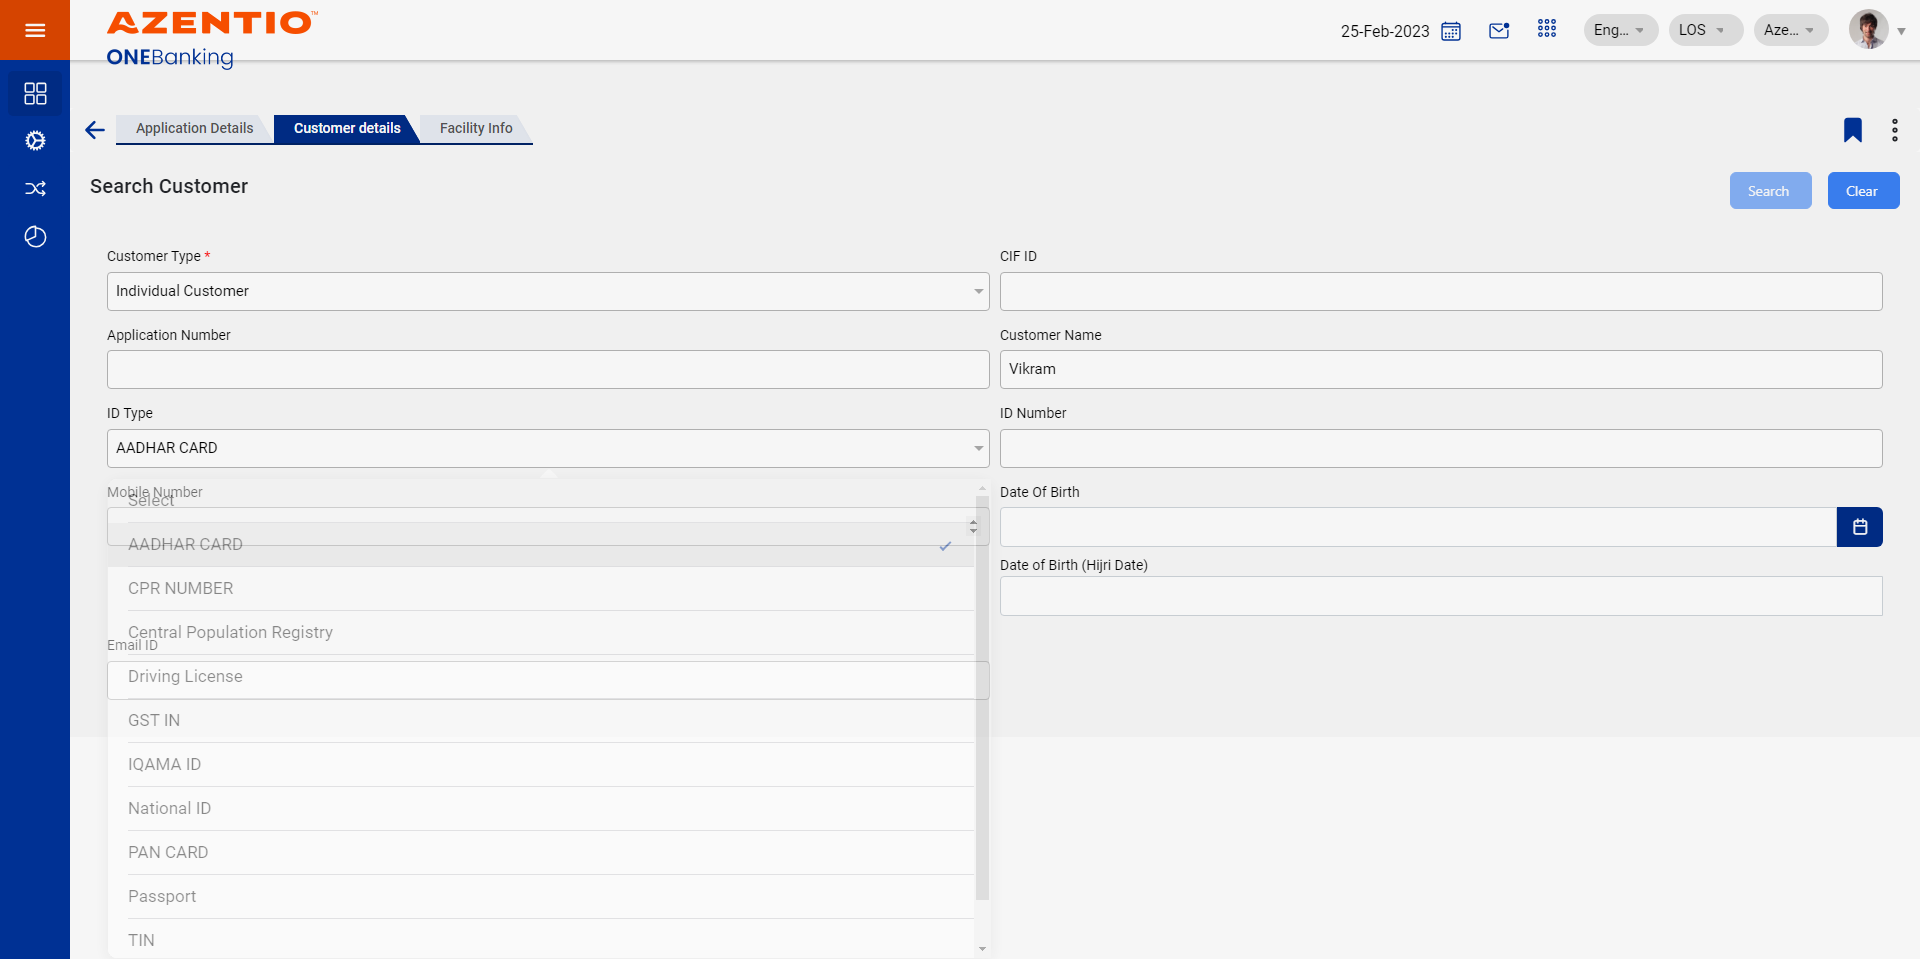 AZENTIO™
ONEBanking
25-Feb-2023
Eng...
LOS
Aze...
Application Details
Customer details
Facility Info
Search Customer
Search
Clear
Customer Type *
CIF ID
Individual Customer
Application Number
Customer Name
Vikram
ID Type
ID Number
AADHAR CARD
Mobile Number
Date Of Birth
Select
AADHAR CARD
Date of Birth (Hijri Date)
CPR NUMBER
Central Population Registry
Email ID
Driving License
GST IN
IQAMA ID
National ID
PAN CARD
Passport
TIN